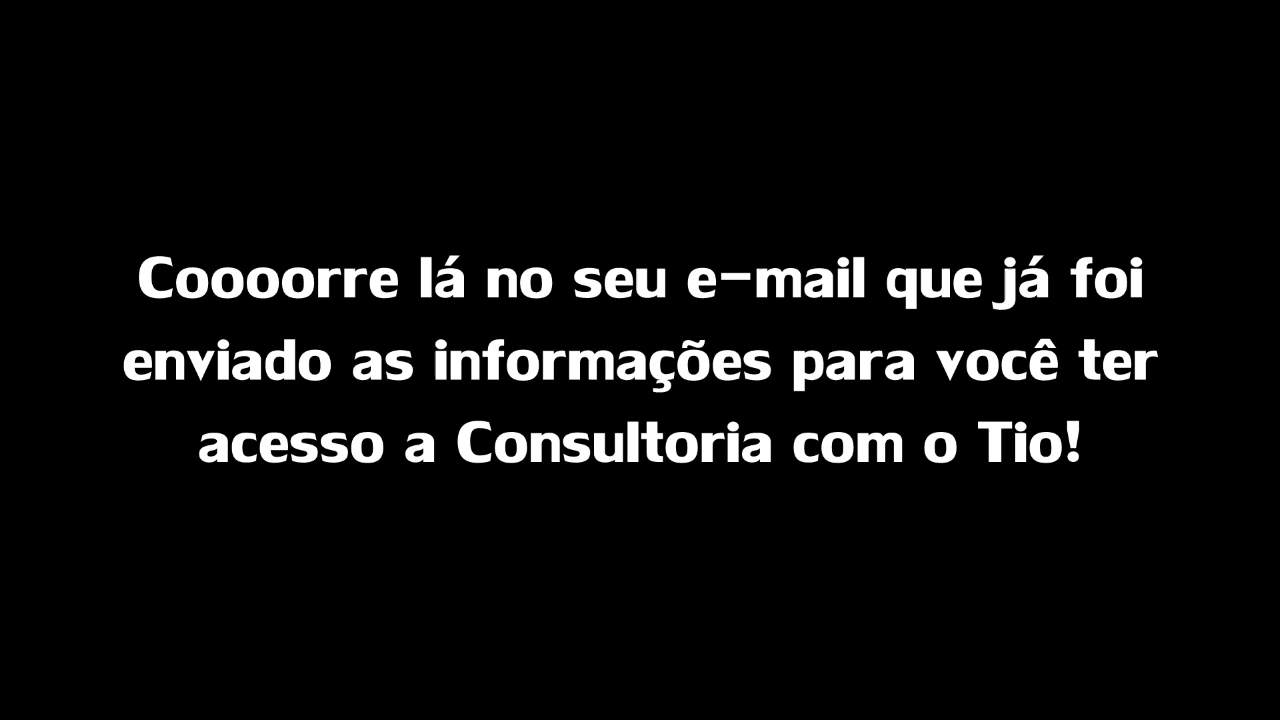 Coooorre lá no seu e-mail que já foi
enviado as informações para você ter
acesso a Consultoria com o Tio!